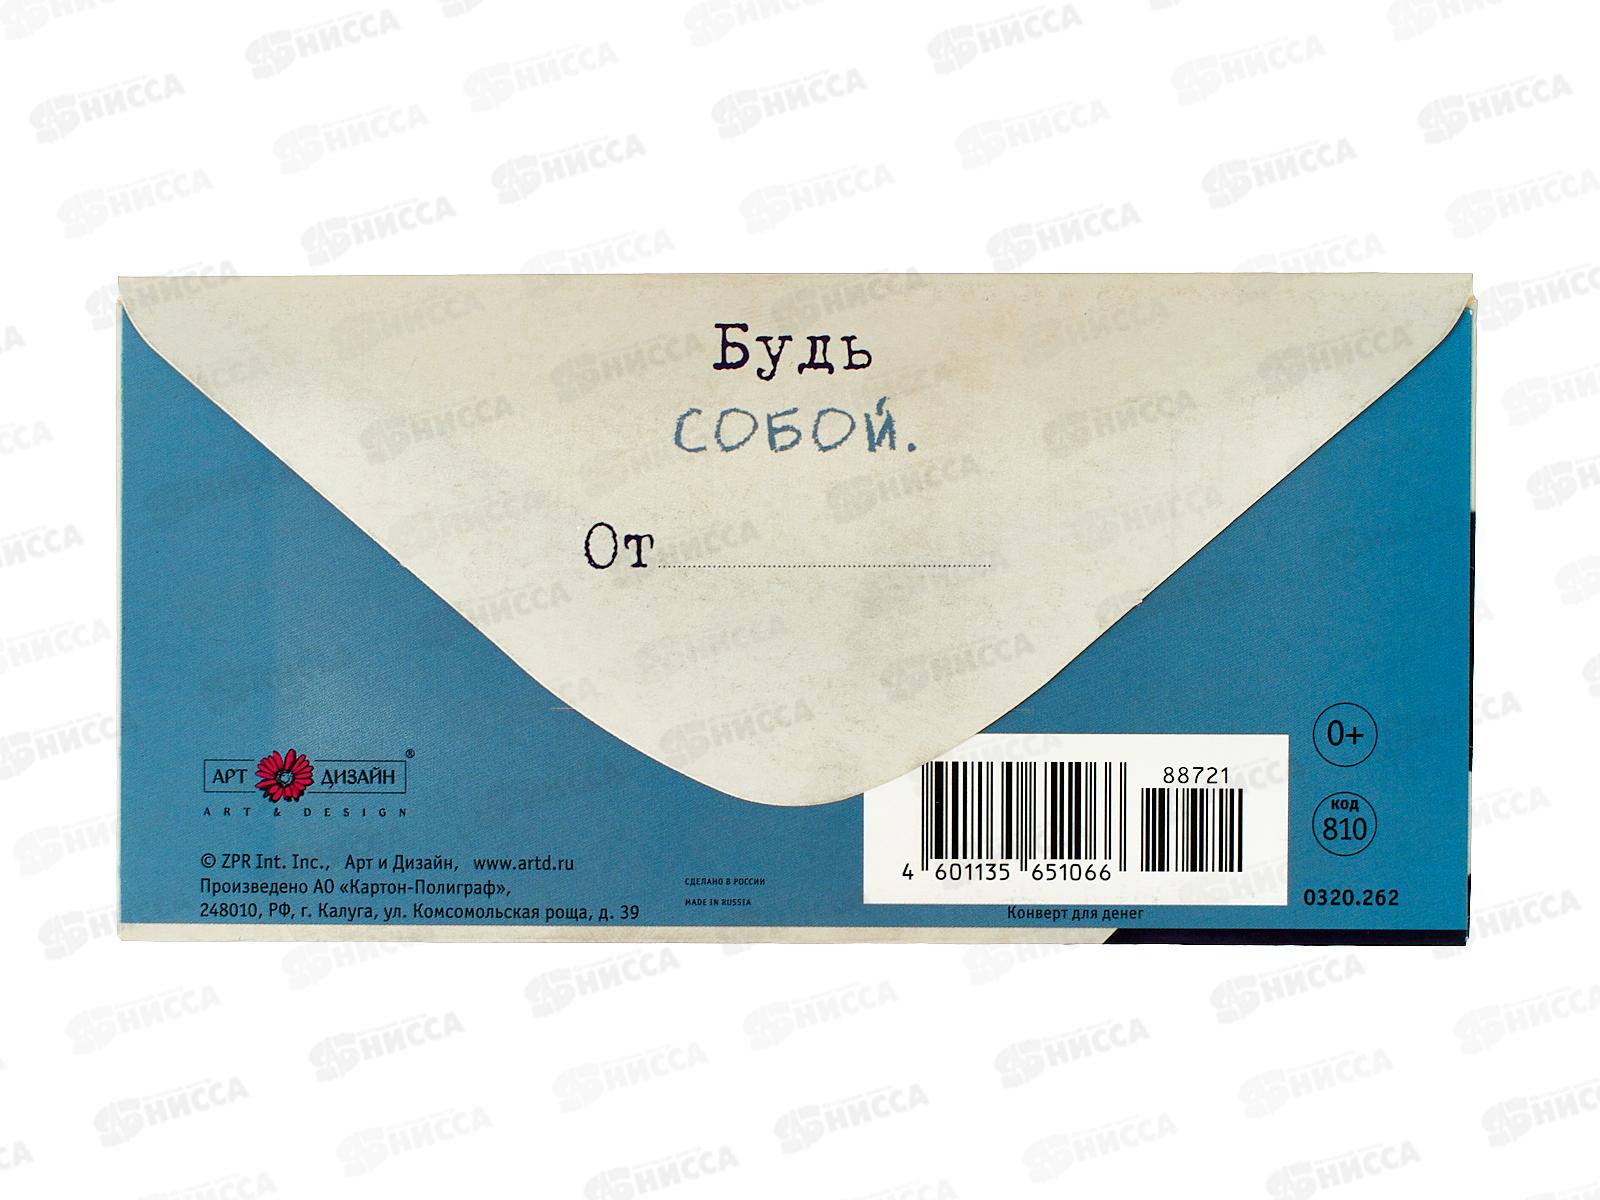 Будь
СОБОЙ.
От
АРТ ДИЗАЙН ®
ART & DESIGN
© ZPR Int. Inc., Арт и Дизайн, www.artd.ru
Произведено АО «Картон-Полиграф»,
248010, РФ, г. Калуга, ул. Комсомольская роща, д. 39
СДЕЛАНО В РОССИИ
MADE IN RUSSIA
88721
4 601135 651066
Конверт для денег
0+
код
810
0320.262
НИССА